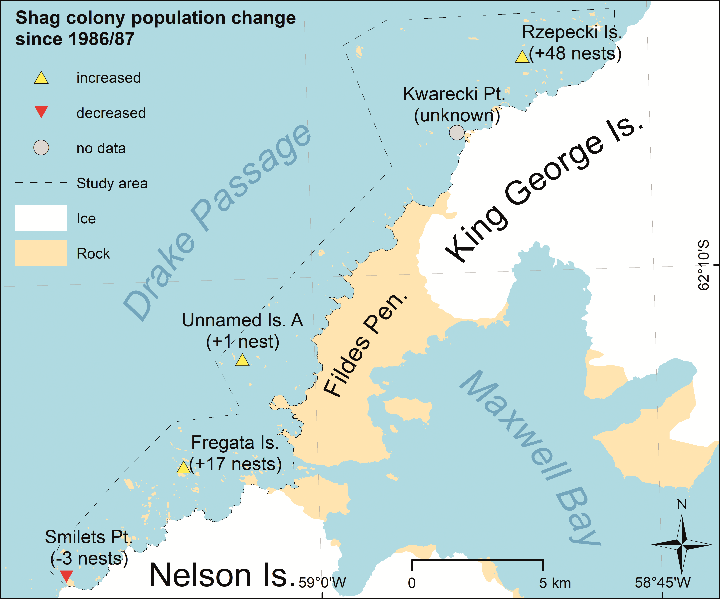 Shag colony population change
since 1986/87
increased
decreased
no data
Study area
Ice
Rock
Rzepecki Is.
(+48 nests)
Kwarecki Pt.
(unknown)
King George Is.
Drake Passage
62°10'S
Unnamed Is. A
(+1 nest)
Fildes Pen.
Maxwell Bay
Fregata Is.
(+17 nests)
Smilets Pt.
(-3 nests)
Nelson Is.
N
59°0'W
0
5 km
58°45'W